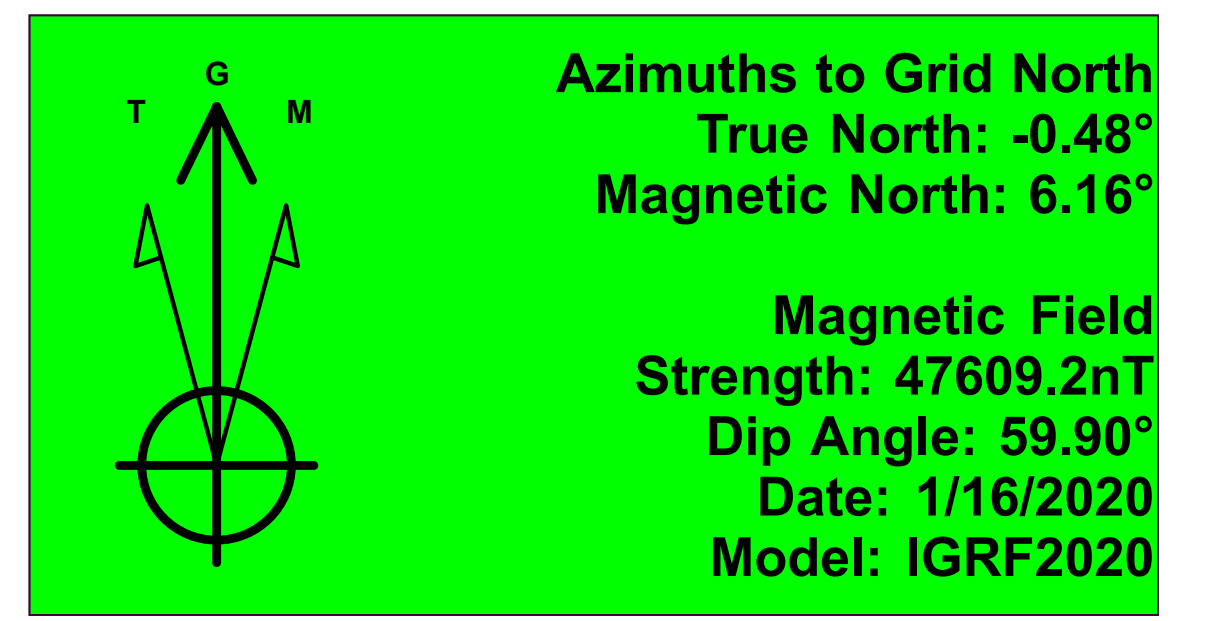 G
T M
Azimuths to Grid North
True North: -0.48°
Magnetic North: 6.16°
Magnetic Field
Strength: 47609.2nT
Dip Angle: 59.90°
Date: 1/16/2020
Model: IGRF2020